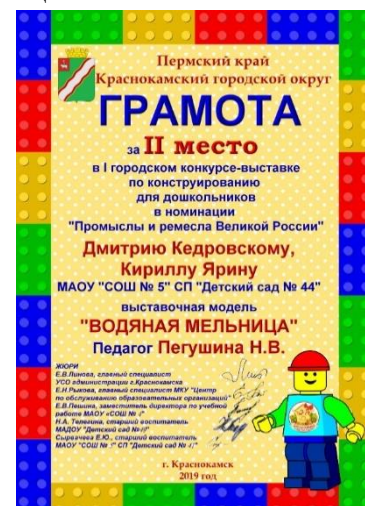 Пермский край
Краснокамский городской округ
ГРАМОТА
за II место
в I городском конкурсе-выставке
по конструированию
для дошкольников
в номинации
"Промыслы и ремесла Великой России"
Дмитрию Кедровскому,
Кириллу Ярину
МАОУ "СОШ № 5" СП "Детский сад № 44"
выставочная модель
"ВОДЯНАЯ МЕЛЬНИЦА"
Педагог Пегушина Н.В.
ЖЮРИ
Е.В.Линова, главный специалист
УСО администрации г.Краснокамска
Е.Н.Рыкова, главный специалист МКУ "Центр
по обслуживанию образовательных организаций"
Е.В.Пешина, заместитель директора по учебной
работе МАОУ «СОШ №
Н.А. Телегина, старший воспитатель
МАДОУ "Детский сад №
Сырвачева Е.Ю., старший воспитатель
МАОУ "СОШ № СП "Детский сад №
г. Краснокамск
2019 год